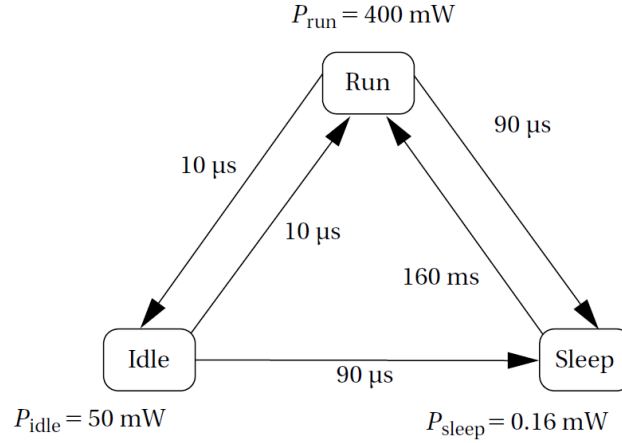 P_run = 400 mW
Run
90 µs
10 µs
10 µs
160 ms
Idle
Sleep
90 µs
P_idle = 50 mW
P_sleep = 0.16 mW